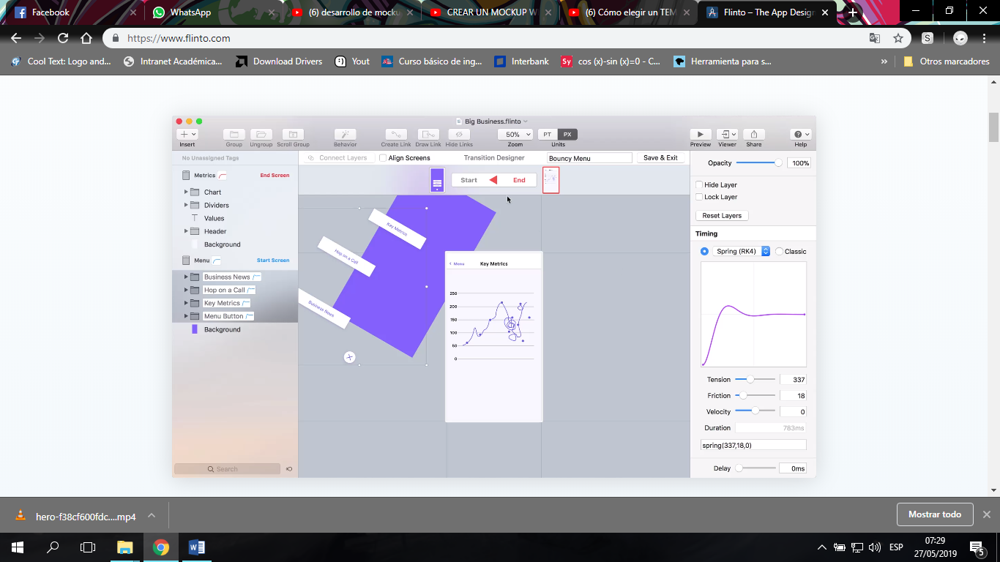 Facebook
WhatsApp
(6) desarrollo de mocku
CREAR UN MOCKUP W
(6) Cómo elegir un TEM
Flinto – The App Desig
https://www.flinto.com
Cool Text: Logo and...
Intranet Académica...
Download Drivers
Yout
Curso básico de ing...
Interbank
Sy
cos (x)-sin (x)=0 - C...
Herramienta para s...
»
Otros marcadores
Big Business.flinto
50%
PT PX
Insert
Group
Ungroup
Scroll Group
Behavior
Create Link
Draw Link
Hide Links
Zoom
Units
Preview
Viewer
Share
Help
No Unassigned Tags
Connect Layers
Align Screens
Transition Designer
Bouncy Menu
Save & Exit
Metrics
End Screen
Chart
Dividers
Values
Header
Background
Menu
Start Screen
Business News
Hop on a Call
Key Metrics
Menu Button
Background
Search
Start
End
Key Metrics
Hop on a Call
Business News
Menu
Key Metrics
250
200
150
100
50
0
Opacity
100%
Hide Layer
Lock Layer
Reset Layers
Timing
Spring (RK4)
Classic
Tension
337
Friction
18
Velocity
0
Duration
783ms
spring(337,18,0)
Delay
0ms
hero-f38cf600fdc....mp4
Mostrar todo
ESP
07:29
27/05/2019
5